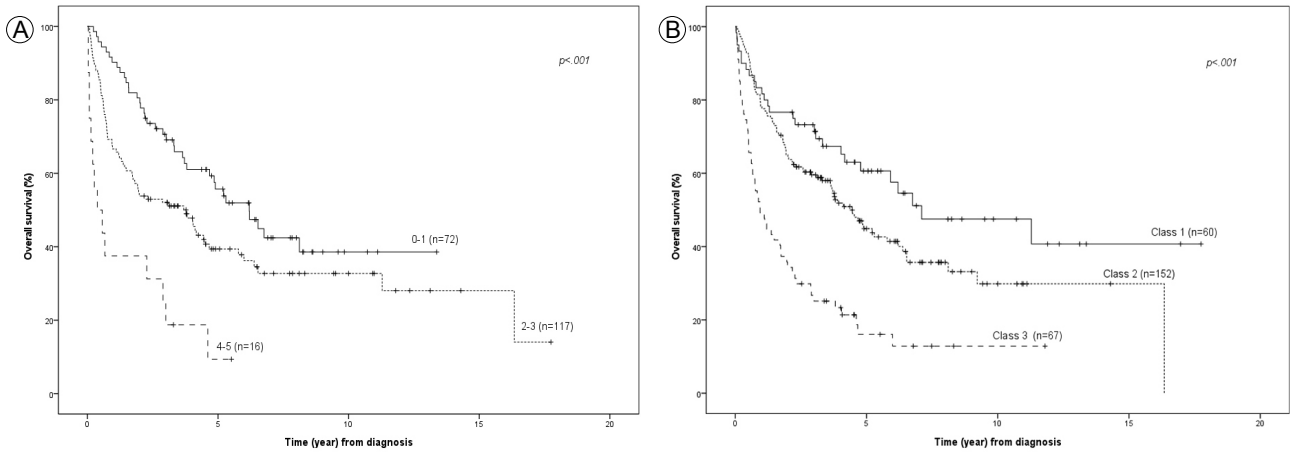 A
p<.001
Overall survival (%)
100
80
60
40
20
0
0-1 (n=72)
2-3 (n=117)
4-5 (n=16)
0 5 10 15 20
Time (year) from diagnosis
B
p<.001
Overall survival (%)
100
80
60
40
20
0
Class 1 (n=60)
Class 2 (n=152)
Class 3 (n=67)
0 5 10 15 20
Time (year) from diagnosis